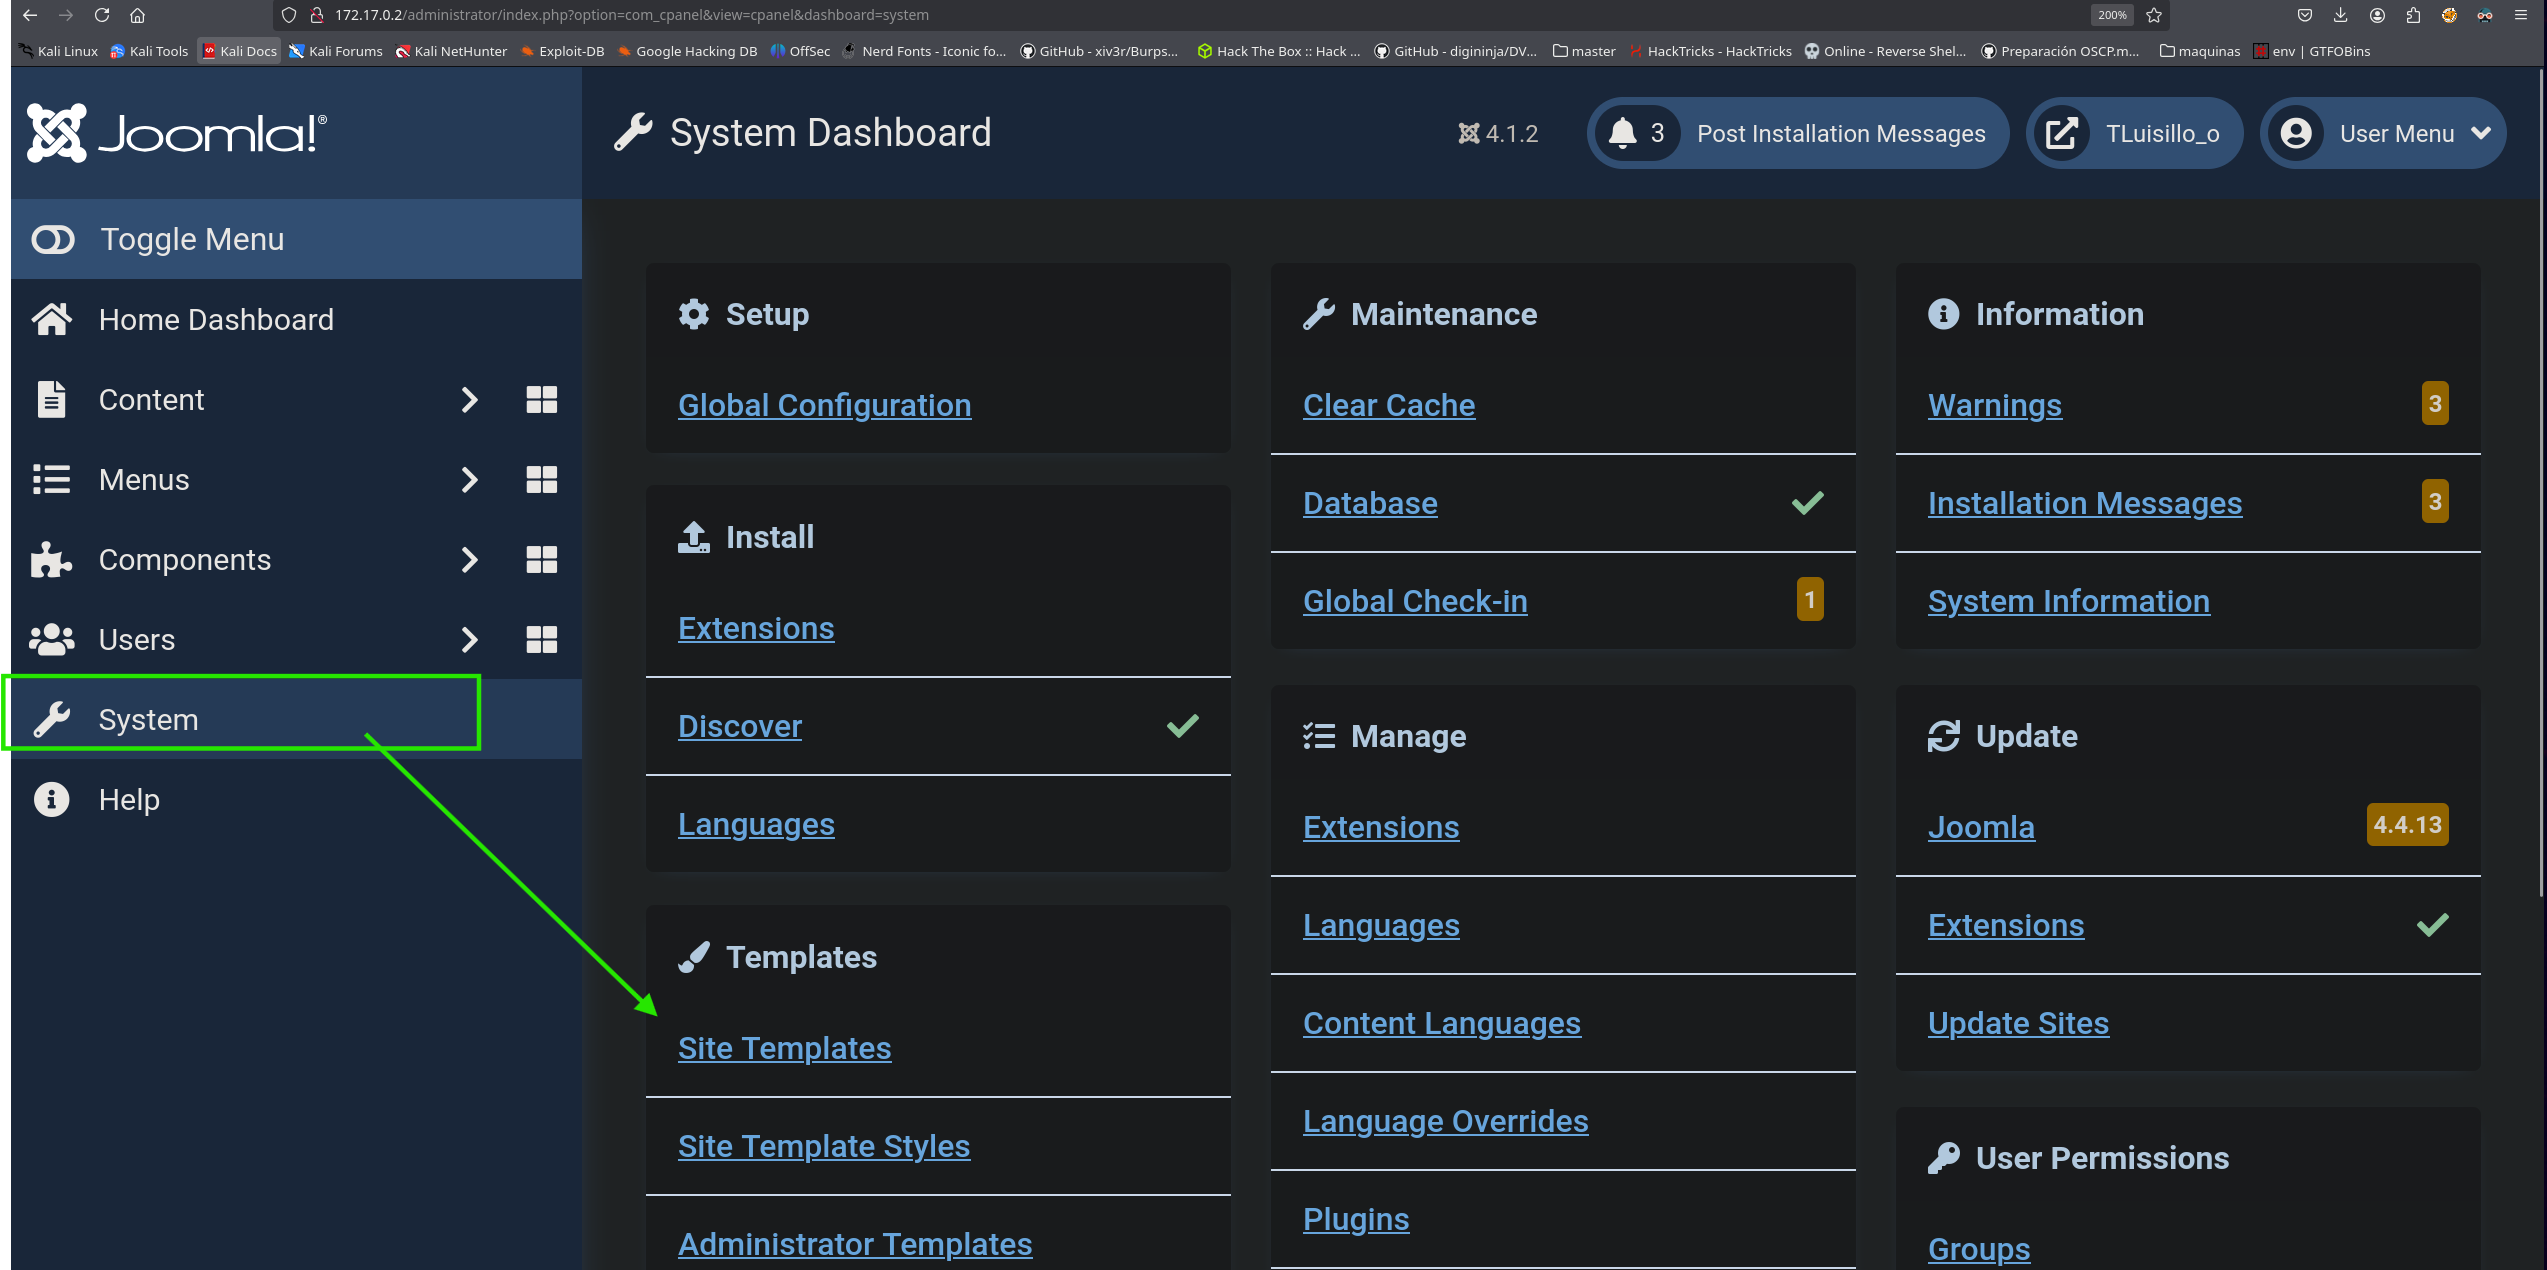 172.17.0.2/administrator/index.php?option=com_cpanel&view=cpanel&dashboard=system
200%
Kali Linux
Kali Tools
Kali Docs
Kali Forums
Kali NetHunter
Exploit-DB
Google Hacking DB
OffSec
Nerd Fonts - Iconic fo...
GitHub - xiv3r/Burps...
Hack The Box :: Hack ...
GitHub - digininja/DV...
master
HackTricks - HackTricks
Online - Reverse Shel...
Preparación OSCP.m...
maquinas
env | GTFOBins
Joomla!®
System Dashboard
4.1.2
3
Post Installation Messages
TLuisillo_o
User Menu
Toggle Menu
Home Dashboard
Content
Menus
Components
Users
System
Help
Setup
Global Configuration
Install
Extensions
Discover
Languages
Templates
Site Templates
Site Template Styles
Administrator Templates
Maintenance
Clear Cache
Database
Global Check-in
1
Manage
Extensions
Languages
Content Languages
Language Overrides
Plugins
Information
Warnings
3
Installation Messages
3
System Information
Update
Joomla
4.4.13
Extensions
Update Sites
User Permissions
Groups